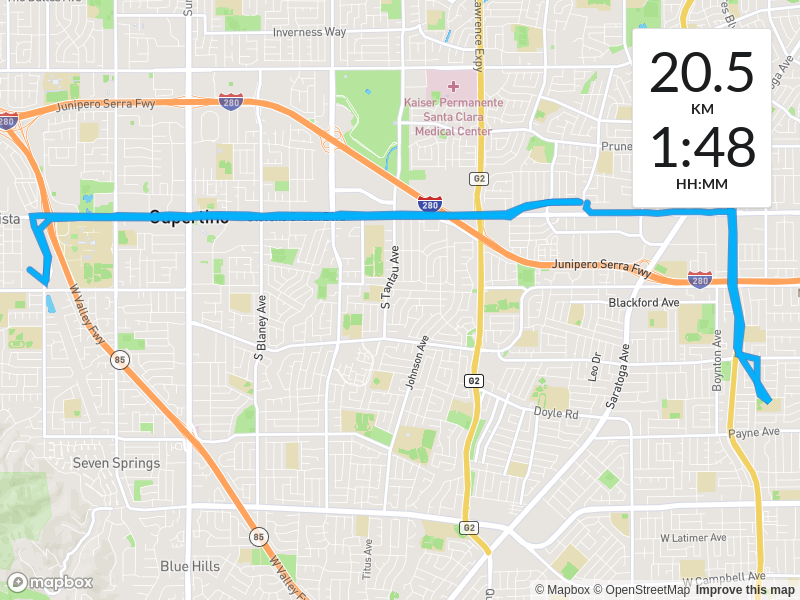 Inverness Way
Lawrence Expy
20.5
KM
1:48
HH:MM
Junipero Serra Fwy
280
280
Kaiser Permanente
Santa Clara
Medical Center
G2
280
S Tantau Ave
Junipero Serra Fwy
280
Blackford Ave
W Valley Fwy
S Blaney Ave
85
Johnson Ave
Leo Dr
Saratoga Ave
Boynton Ave
G2
Doyle Rd
Payne Ave
Seven Springs
G2
85
W Valley Fwy
Titus Ave
Blue Hills
W Latimer Ave
W Campbell Ave
mapbox
© Mapbox © OpenStreetMap Improve this map